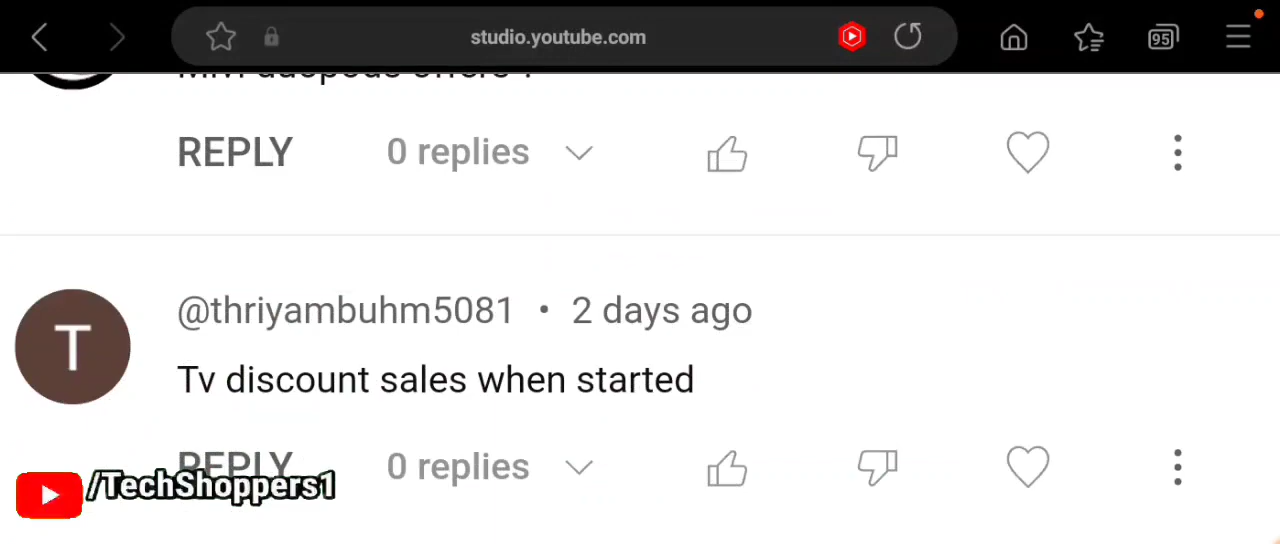 studio.youtube.com
95
REPLY 0 replies
T
@thriyambuhm5081 • 2 days ago
Tv discount sales when started
REPLY 0 replies
/TechShoppers1